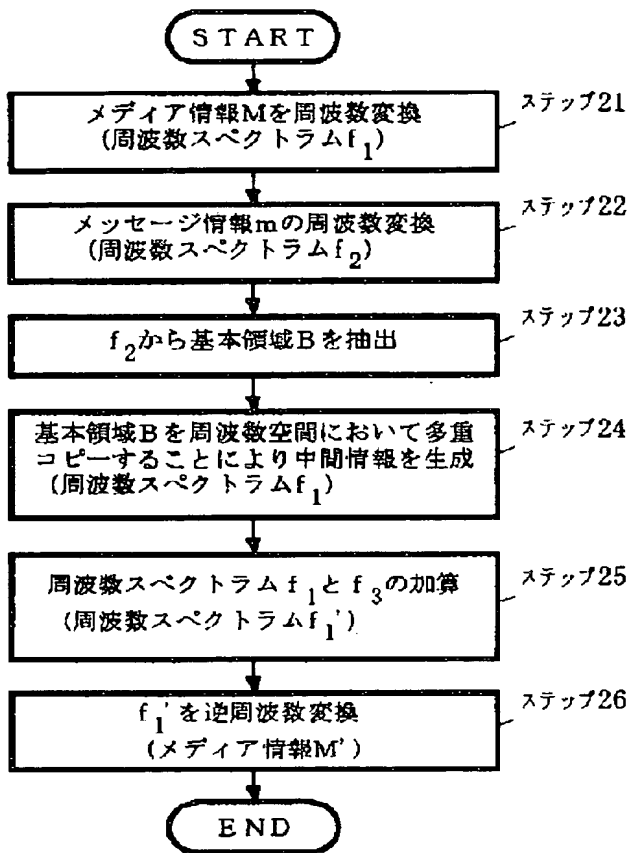 START
メディア情報Mを周波数変換
(周波数スペクトラムf1)
ステップ21
メッセージ情報mの周波数変換
(周波数スペクトラムf2)
ステップ22
f2から基本領域Bを抽出
ステップ23
基本領域Bを周波数空間において多重
コピーすることにより中間情報を生成
(周波数スペクトラムf1)
ステップ24
周波数スペクトラムf1とf3の加算
(周波数スペクトラムf1')
ステップ25
f1'を逆周波数変換
(メディア情報M')
ステップ26
END